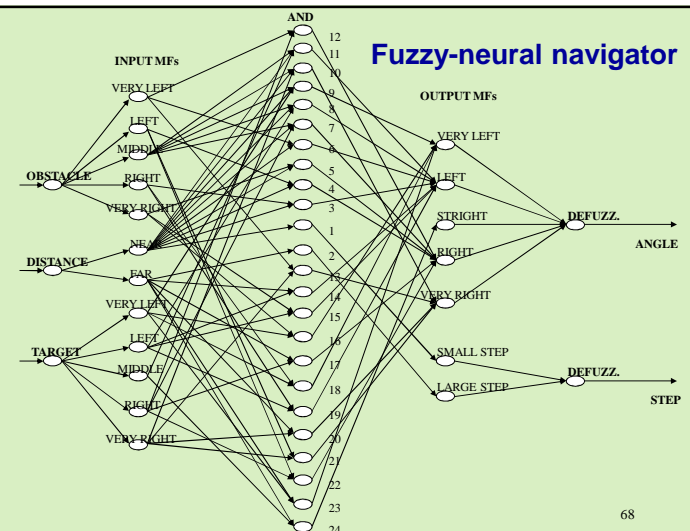 Fuzzy-neural navigator
AND
INPUT MFs
OUTPUT MFs
OBSTACLE
DISTANCE
TARGET
VERY LEFT
LEFT
MIDDLE
RIGHT
VERY RIGHT
NEAR
FAR
VERY LEFT
LEFT
MIDDLE
RIGHT
VERY RIGHT
12
11
10
9
8
7
6
5
4
3
1
2
13
14
15
16
17
18
19
20
21
22
23
24
VERY LEFT
LEFT
STRIGHT
RIGHT
VERY RIGHT
SMALL STEP
LARGE STEP
DEFUZZ.
ANGLE
DEFUZZ.
STEP
68